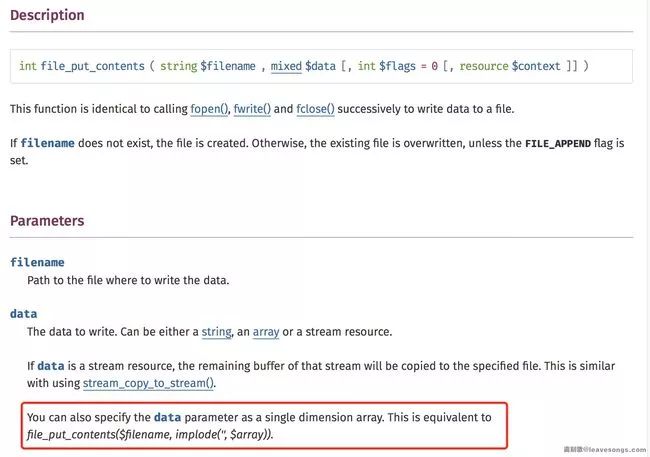 Description
int file_put_contents ( string $filename , mixed $data [, int $flags = 0 [, resource $context ]] )
This function is identical to calling fopen(), fwrite() and fclose() successively to write data to a file.
If filename does not exist, the file is created. Otherwise, the existing file is overwritten, unless the FILE_APPEND flag is
set.
Parameters
filename
Path to the file where to write the data.
data
The data to write. Can be either a string, an array or a stream resource.
If data is a stream resource, the remaining buffer of that stream will be copied to the specified file. This is similar
with using stream_copy_to_stream().
You can also specify the data parameter as a single dimension array. This is equivalent to
file_put_contents($filename, implode('', $array)).
@leavesongs.com